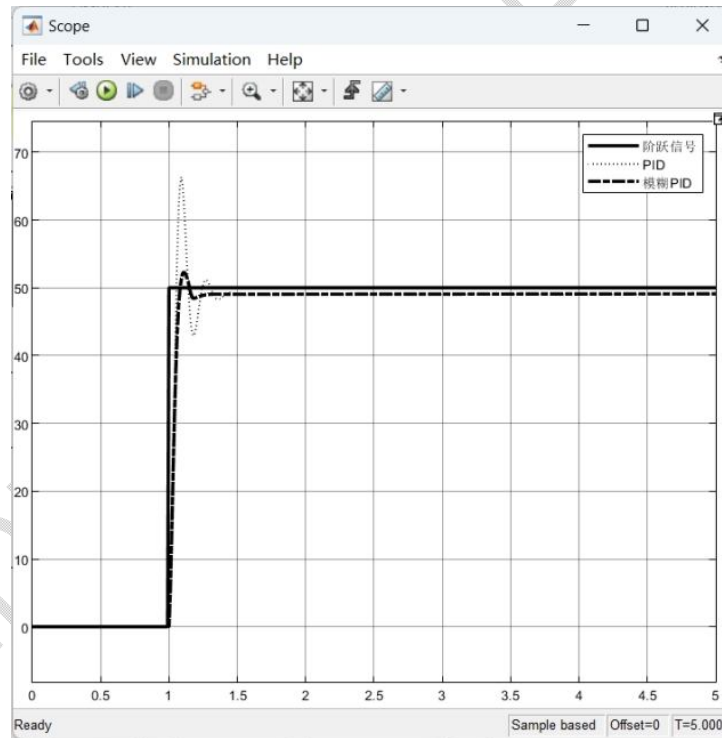 Scope
File Tools View Simulation Help
阶跃信号
PID
模糊PID
70
60
50
40
30
20
10
0
0 0.5 1 1.5 2 2.5 3 3.5 4 4.5 5
Ready Sample based Offset=0 T=5.000